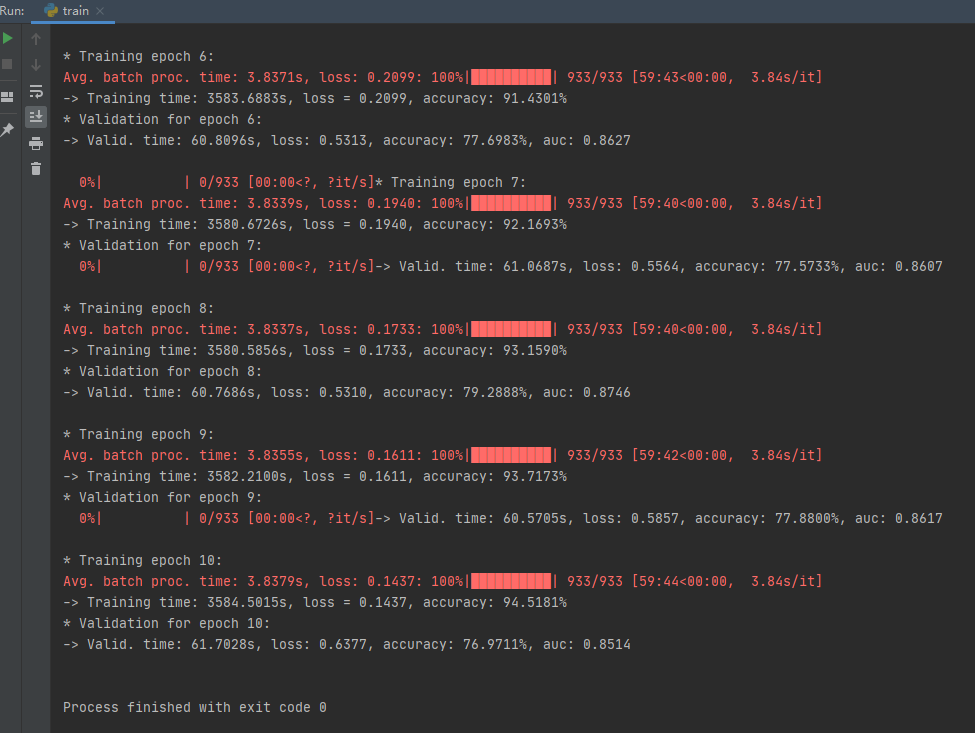 Run: train
* Training epoch 6:
Avg. batch proc. time: 3.8371s, loss: 0.2099: 100%|██████████| 933/933 [59:43<00:00,  3.84s/it]
-> Training time: 3583.6883s, loss = 0.2099, accuracy: 91.4301%
* Validation for epoch 6:
-> Valid. time: 60.8096s, loss: 0.5313, accuracy: 77.6983%, auc: 0.8627
  0%|          | 0/933 [00:00<?, ?it/s]* Training epoch 7:
Avg. batch proc. time: 3.8339s, loss: 0.1940: 100%|██████████| 933/933 [59:40<00:00,  3.84s/it]
-> Training time: 3580.6726s, loss = 0.1940, accuracy: 92.1693%
* Validation for epoch 7:
  0%|          | 0/933 [00:00<?, ?it/s]-> Valid. time: 61.0687s, loss: 0.5564, accuracy: 77.5733%, auc: 0.8607
* Training epoch 8:
Avg. batch proc. time: 3.8337s, loss: 0.1733: 100%|██████████| 933/933 [59:40<00:00,  3.84s/it]
-> Training time: 3580.5856s, loss = 0.1733, accuracy: 93.1590%
* Validation for epoch 8:
-> Valid. time: 60.7686s, loss: 0.5310, accuracy: 79.2888%, auc: 0.8746
* Training epoch 9:
Avg. batch proc. time: 3.8355s, loss: 0.1611: 100%|██████████| 933/933 [59:42<00:00,  3.84s/it]
-> Training time: 3582.2100s, loss = 0.1611, accuracy: 93.7173%
* Validation for epoch 9:
  0%|          | 0/933 [00:00<?, ?it/s]-> Valid. time: 60.5705s, loss: 0.5857, accuracy: 77.8800%, auc: 0.8617
* Training epoch 10:
Avg. batch proc. time: 3.8379s, loss: 0.1437: 100%|██████████| 933/933 [59:44<00:00,  3.84s/it]
-> Training time: 3584.5015s, loss = 0.1437, accuracy: 94.5181%
* Validation for epoch 10:
-> Valid. time: 61.7028s, loss: 0.6377, accuracy: 76.9711%, auc: 0.8514
Process finished with exit code 0